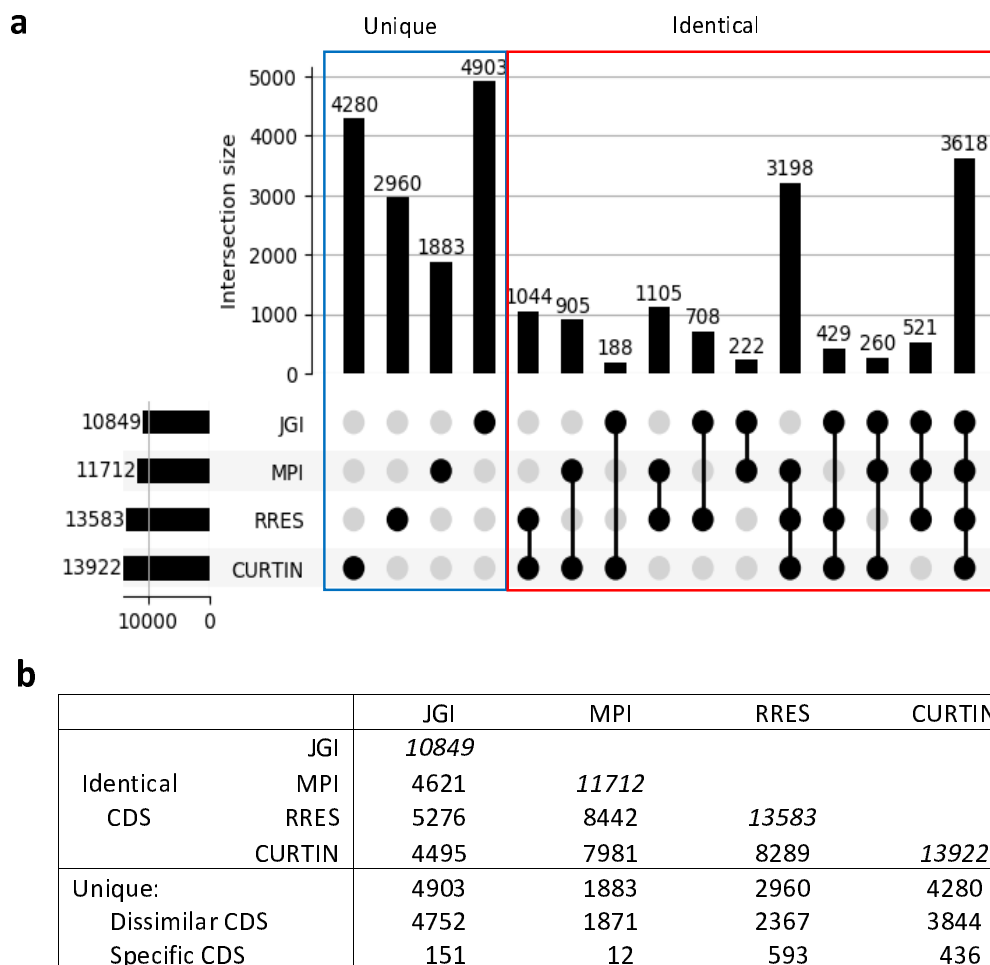 a
Unique Identical
4903
5000
4280
4000
3618
3198
2960
3000
1883
2000
1044 905 188 1105 708 222 429 260 521
1000
0
Intersection size
10849 JGI
11712 MPI
13583 RRES
13922 CURTIN
10000 0
b
JGI MPI RRES CURTIN
JGI 10849
Identical MPI 4621 11712
CDS RRES 5276 8442 13583
CURTIN 4495 7981 8289 13922
Unique: 4903 1883 2960 4280
Dissimilar CDS 4752 1871 2367 3844
Specific CDS 151 12 593 436